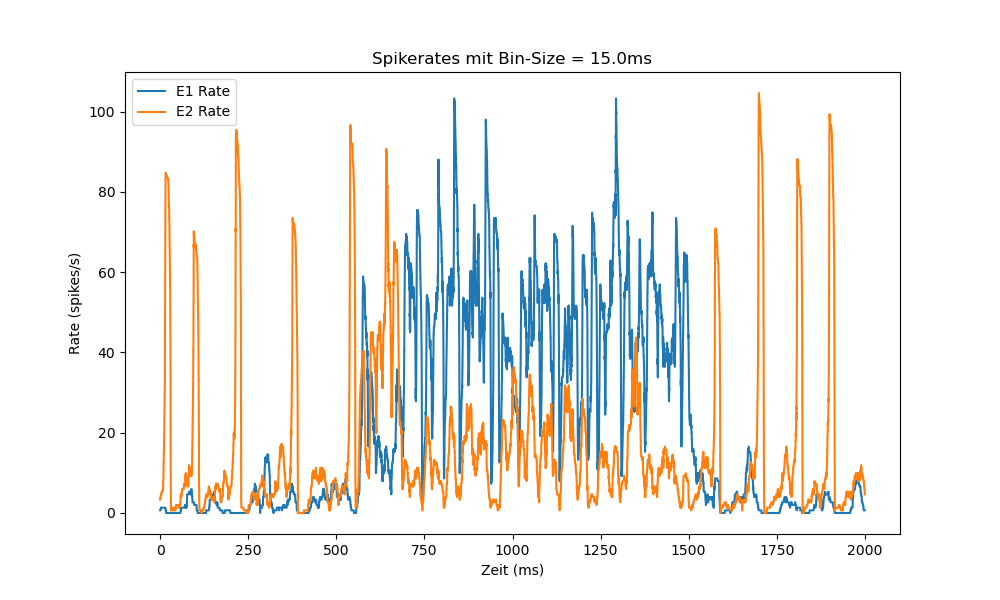 Spikerates mit Bin-Size = 15.0ms
E1 Rate
E2 Rate
100
80
60
40
20
0
Rate (spikes/s)
0 250 500 750 1000 1250 1500 1750 2000
Zeit (ms)